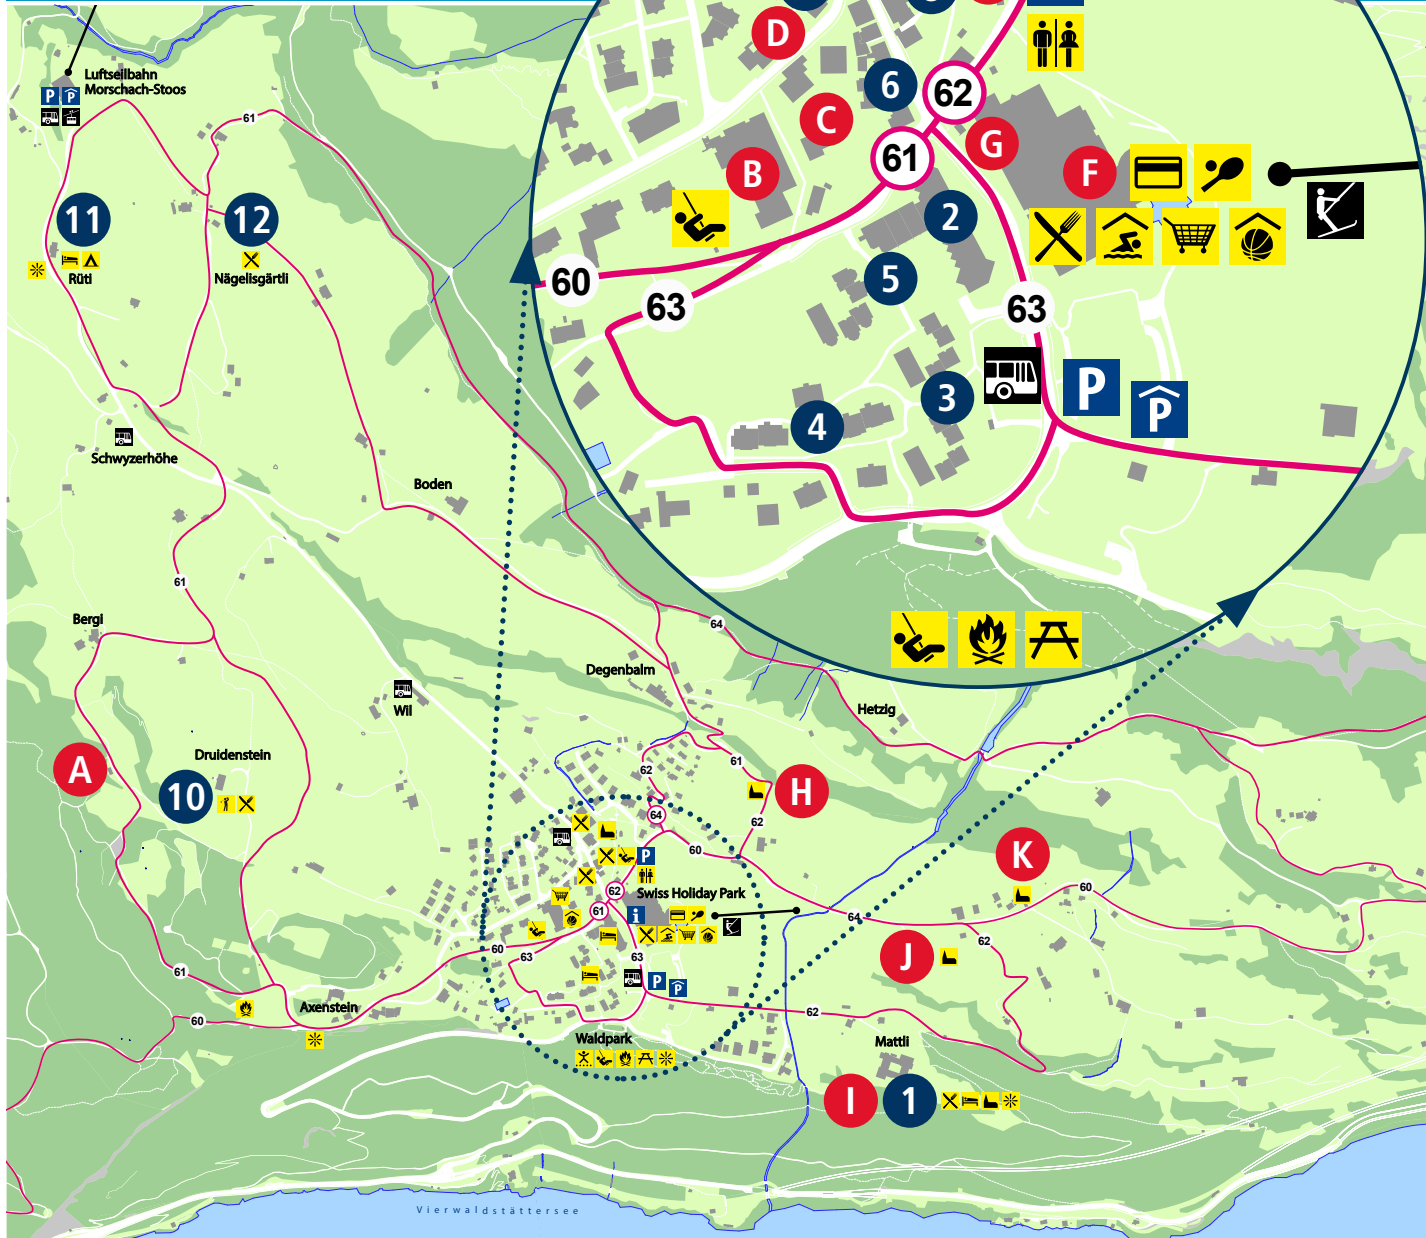 D
6
62
C
61
G
B
F
2
60
5
63
63
3
P
P
4
Luftseilbahn
Morschach-Stoos
P
P
61
11
12
Rüti
Nägelisgärtli
Schwyzerhöhe
Boden
61
Bergi
64
Degenbalm
Wil
Hetzig
Druidenstein
A
10
62
61
H
64
62
60
P
K
60
62
Swiss Holiday Park
61
i
64
60
63
63
62
J
61
P
P
Axenstein
60
62
Waldpark
Mattli
I
1
Vierwaldstättersee